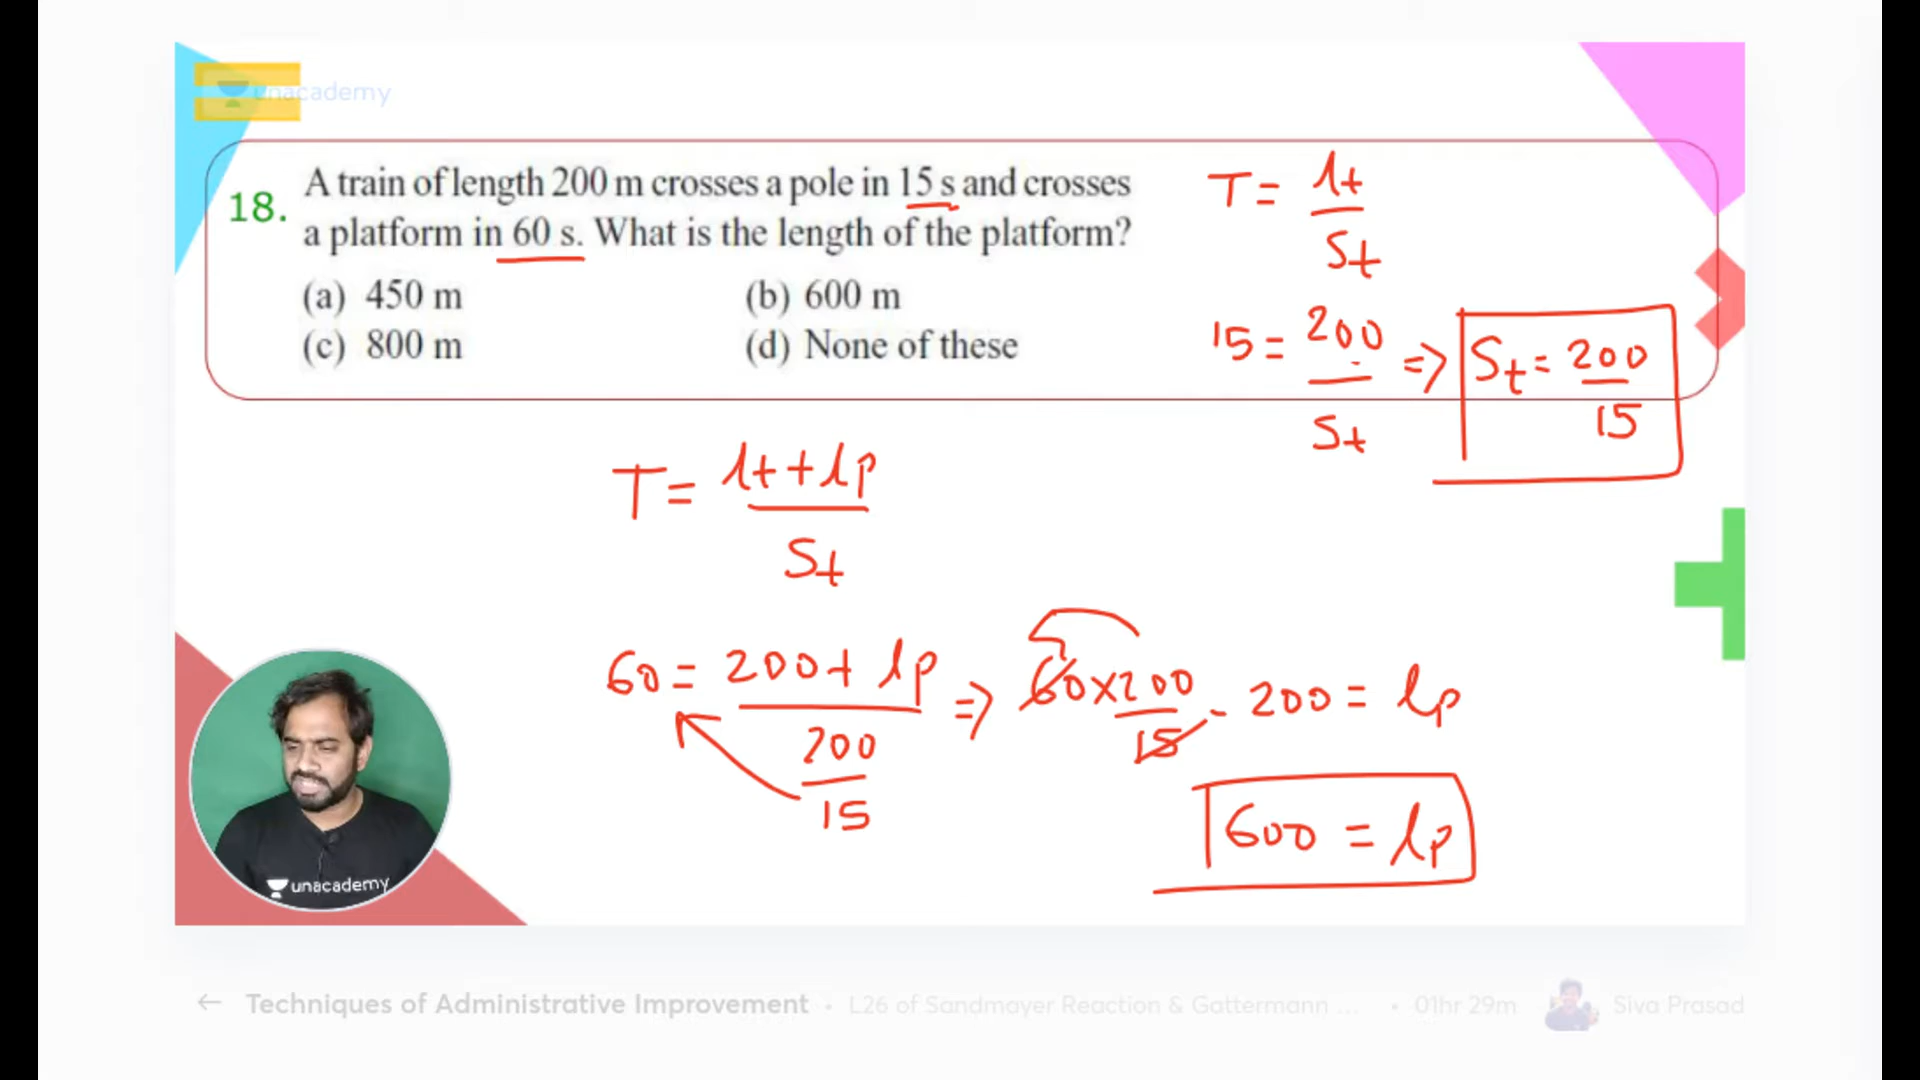 unacademy
18. A train of length 200 m crosses a pole in 15 s and crosses
a platform in 60 s. What is the length of the platform?
(a) 450 m (b) 600 m
(c) 800 m (d) None of these
T = lt / St
15 = 200 / St => St = 200 / 15
T = lt + lp / St
60 = 200 + lp / 200 / 15 => 60 x 200 / 15 - 200 = lp
600 = lp
unacademy
← Techniques of Administrative Improvement • L26 of Sandmayer Reaction & Gattermann ... • 01hr 29m Siva Prasad